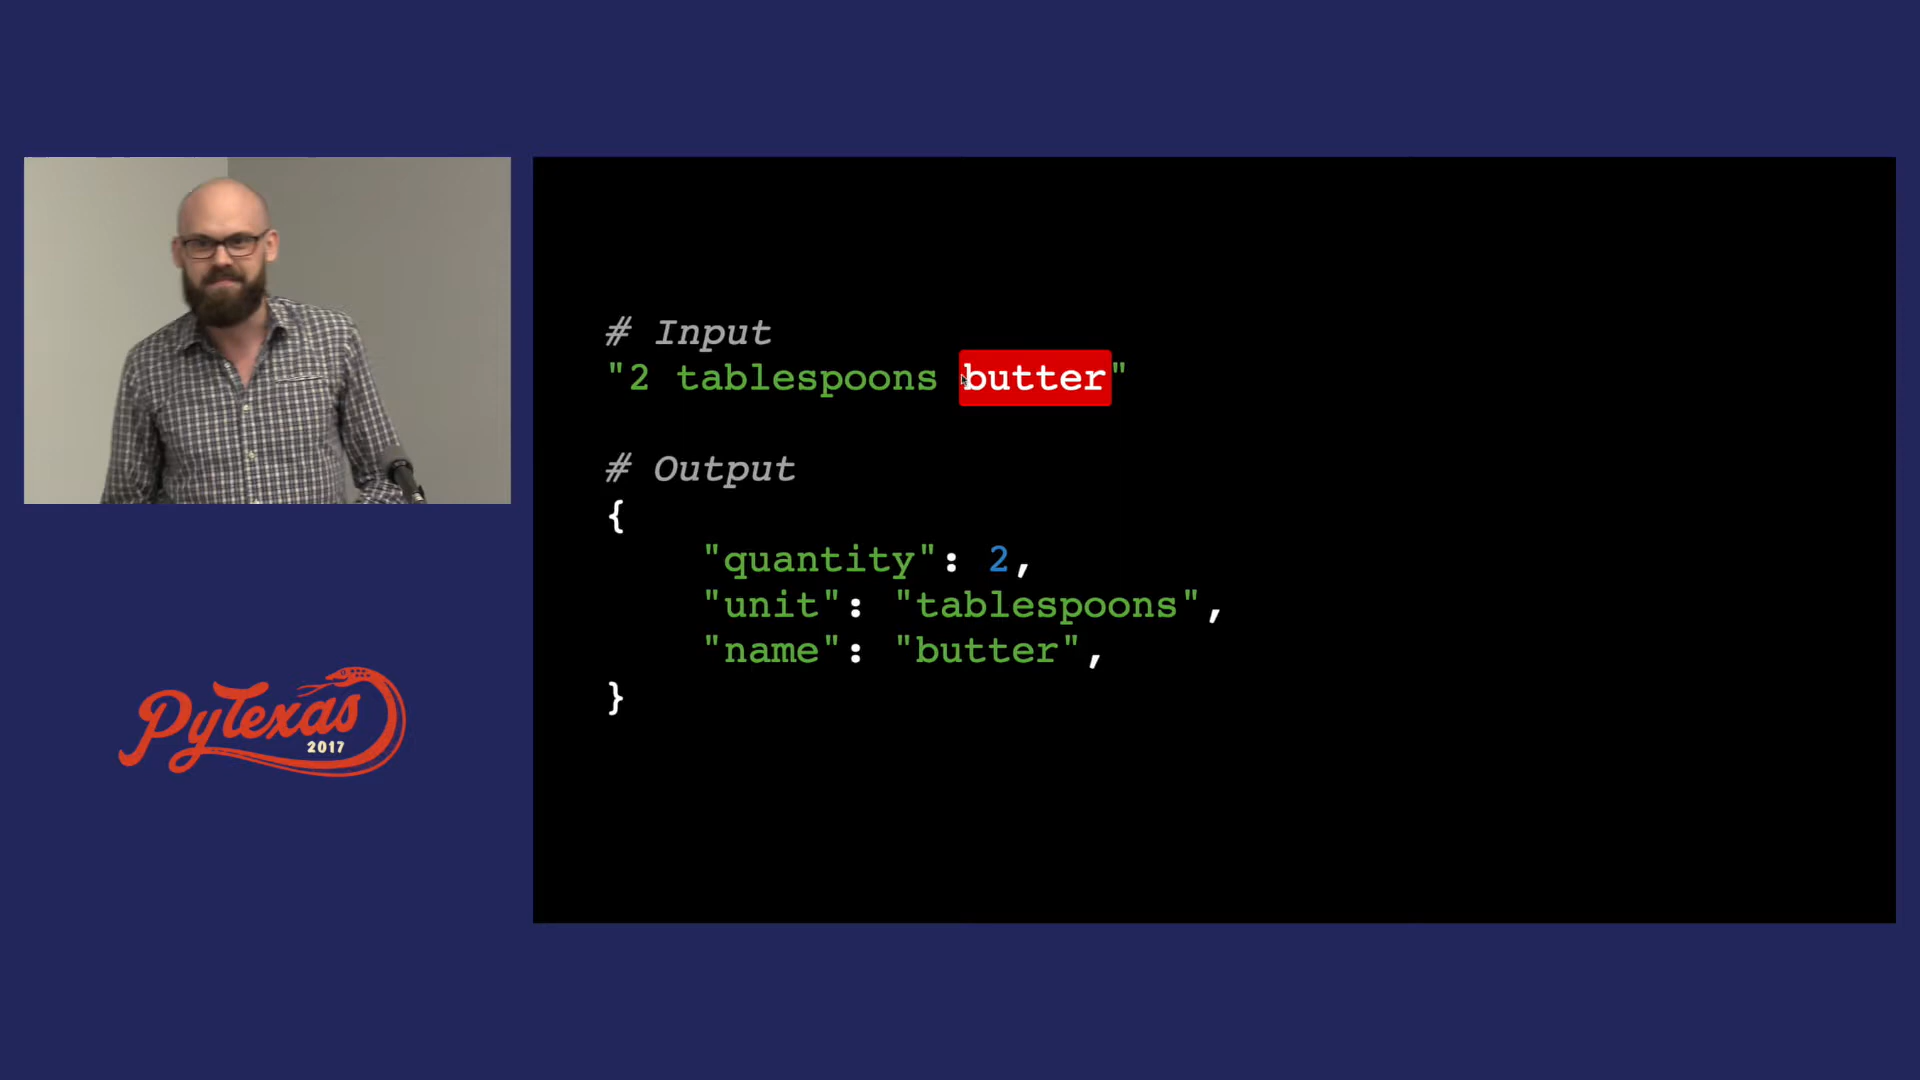 # Input
"2 tablespoons butter"
# Output
{
"quantity": 2,
"unit": "tablespoons",
"name": "butter",
}
PyTexas
2017